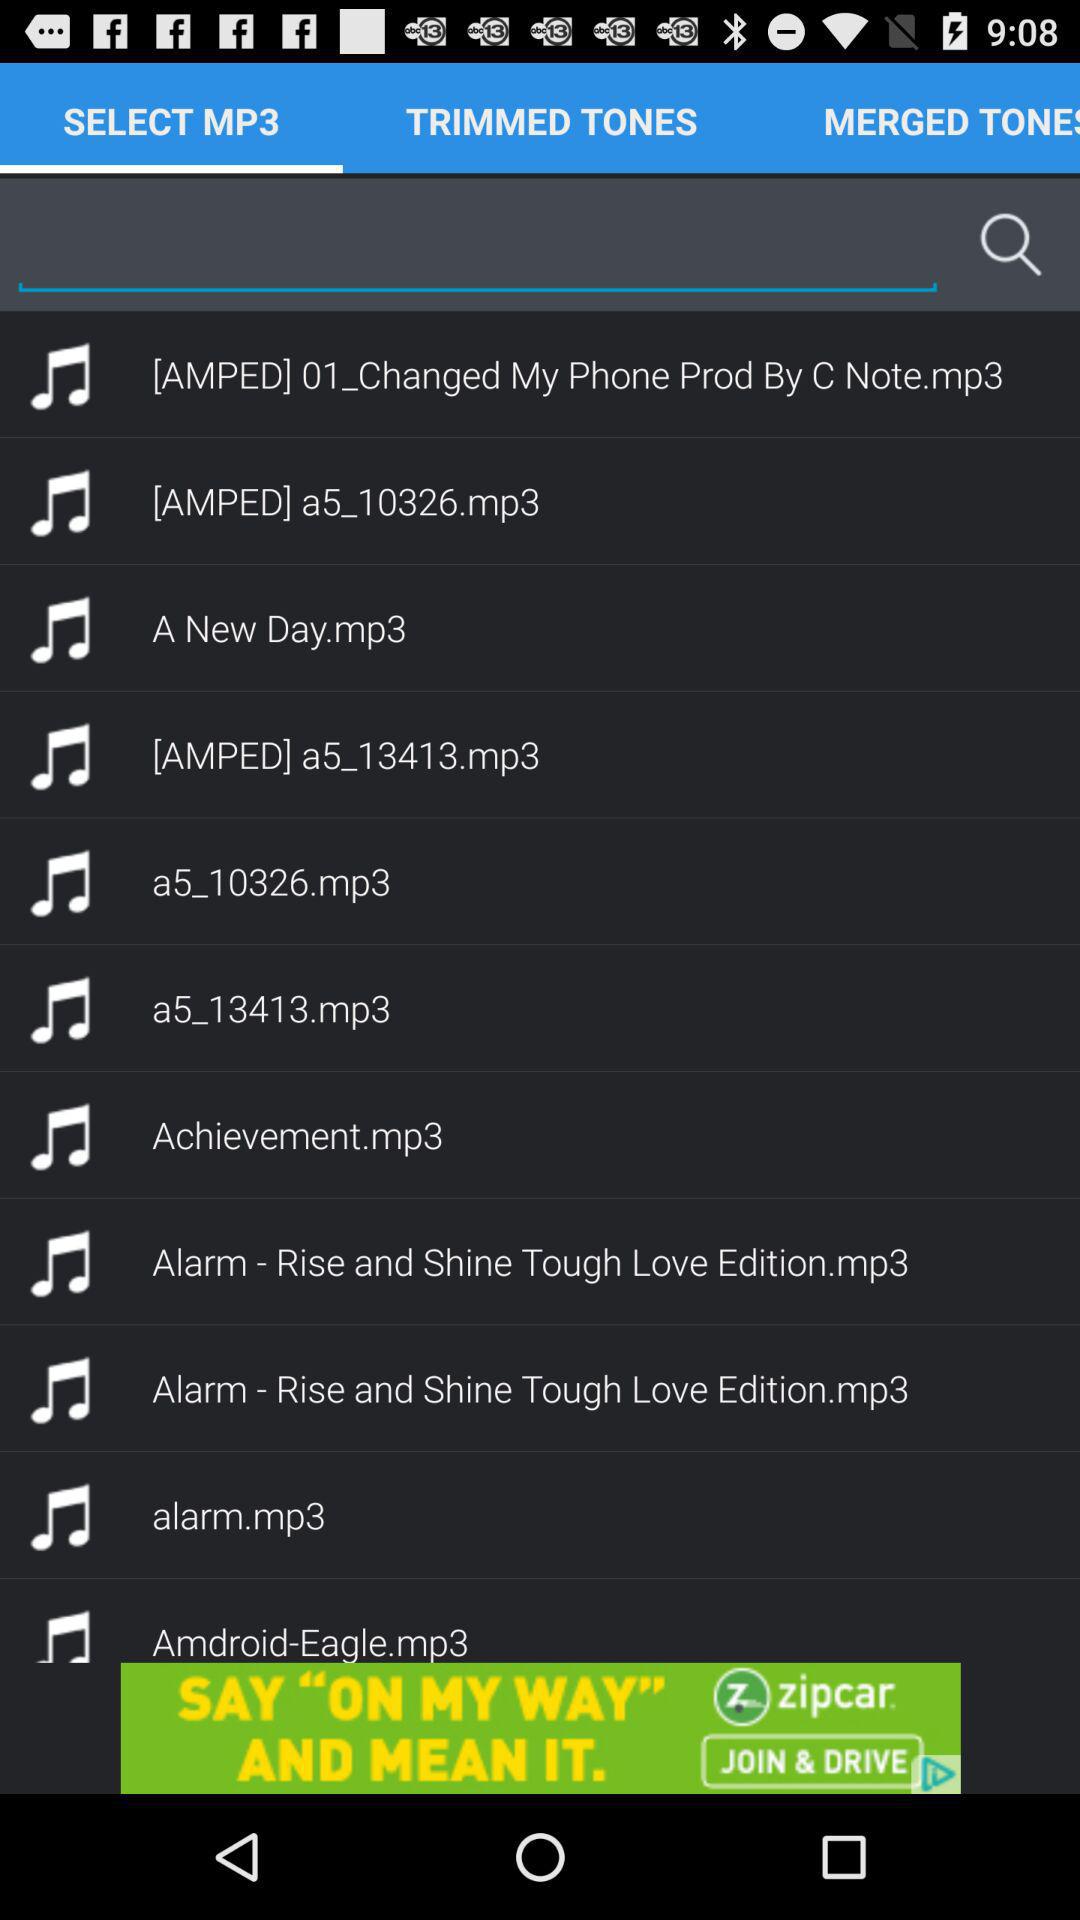 9:08
SELECT MP3 TRIMMED TONES MERGED TONES
[AMPED] 01_Changed My Phone Prod By C Note.mp3
[AMPED] a5_10326.mp3
A New Day.mp3
[AMPED] a5_13413.mp3
a5_10326.mp3
a5_13413.mp3
Achievement.mp3
Alarm - Rise and Shine Tough Love Edition.mp3
Alarm - Rise and Shine Tough Love Edition.mp3
alarm.mp3
Amdroid-Eagle.mp3
SAY “ON MY WAY”
AND MEAN IT.
zipcar
JOIN & DRIVE